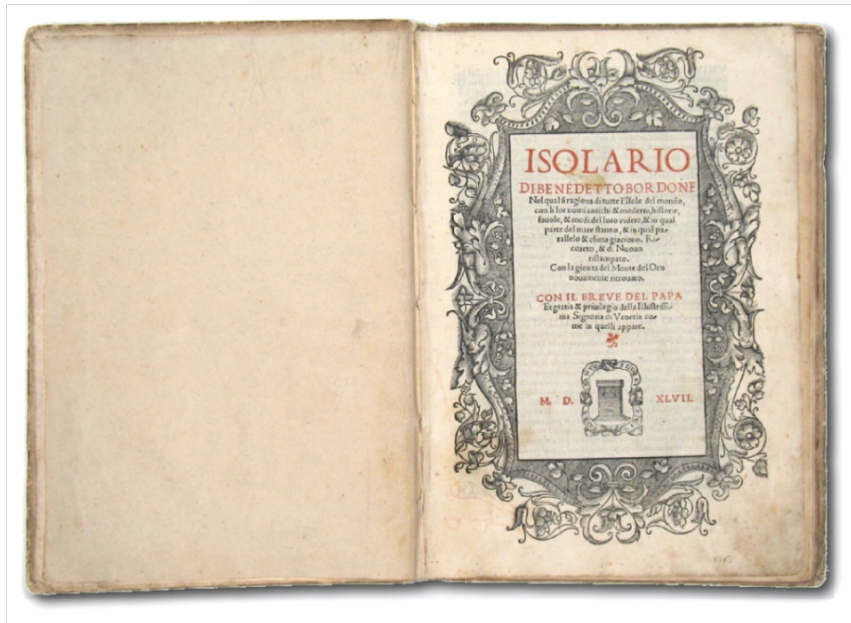 ISOLARIO
DI BENEDETTO BORDONE
Nel qual si ragiona di tutte l'Isole del mondo,
con li lor nomi antichi & moderni, historie,
fauole, & modi del loro viuere, & in qual
parte del mare stanno, & in qual pa-
rallelo & clima giaciono. Ri-
coreto, & di Nuouo
ristampato.
Con la gionta del Monte del Oro
nouamente ritrouato.
CON IL BREVE DEL PAPA
Et gratia & priuilegio della Illustrissi-
ma Signoria di Venetia co-
me in quelli appare.
M. D. XLVII.